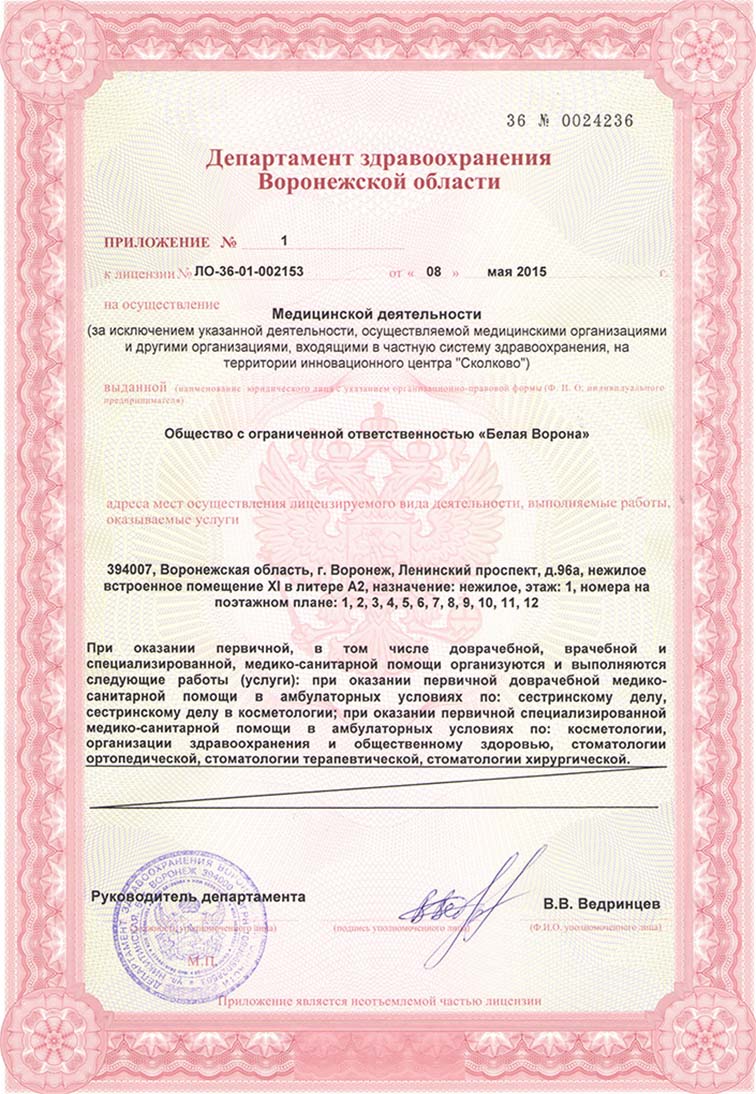 36 № 0024236
Департамент здравоохранения
Воронежской области
ПРИЛОЖЕНИЕ № 1
к лицензии № ЛО-36-01-002153 от « 08 » мая 2015 г.
на осуществление
Медицинской деятельности
(за исключением указанной деятельности, осуществляемой медицинскими организациями
и другими организациями, входящими в частную систему здравоохранения, на
территории инновационного центра "Сколково")
выданной (наименование юридического лица с указанием организационно-правовой формы (Ф. И. О. индивидуального
предпринимателя)
Общество с ограниченной ответственностью «Белая Ворона»
адреса мест осуществления лицензируемого вида деятельности, выполняемые работы,
оказываемые услуги
394007, Воронежская область, г. Воронеж, Ленинский проспект, д.96а, нежилое
встроенное помещение XI в литере А2, назначение: нежилое, этаж: 1, номера на
поэтажном плане: 1, 2, 3, 4, 5, 6, 7, 8, 9, 10, 11, 12
При оказании первичной, в том числе доврачебной, врачебной и
специализированной, медико-санитарной помощи организуются и выполняются
следующие работы (услуги): при оказании первичной доврачебной медико-
санитарной помощи в амбулаторных условиях по: сестринскому делу,
сестринскому делу в косметологии; при оказании первичной специализированной
медико-санитарной помощи в амбулаторных условиях по: косметологии,
организации здравоохранения и общественному здоровью, стоматологии
ортопедической, стоматологии терапевтической, стоматологии хирургической.
Руководитель департамента
В.В. Ведринцев
(должность уполномоченного лица)
(подпись уполномоченного лица)
(Ф.И.О. уполномоченного лица)
М.П.
Приложение является неотъемлемой частью лицензии
ДЕПАРТАМЕНТ ЗДРАВООХРАНЕНИЯ
ВОРОНЕЖ 394000